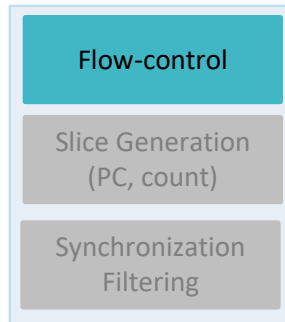 Flow-control
Slice Generation
(PC, count)
Synchronization
Filtering